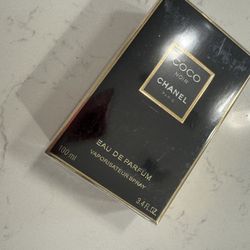 COCO
NOIR
CHANEL
PARIS
EAU DE PARFUM
VAPORISATEUR SPRAY
100 ml
3.4 FL. OZ.